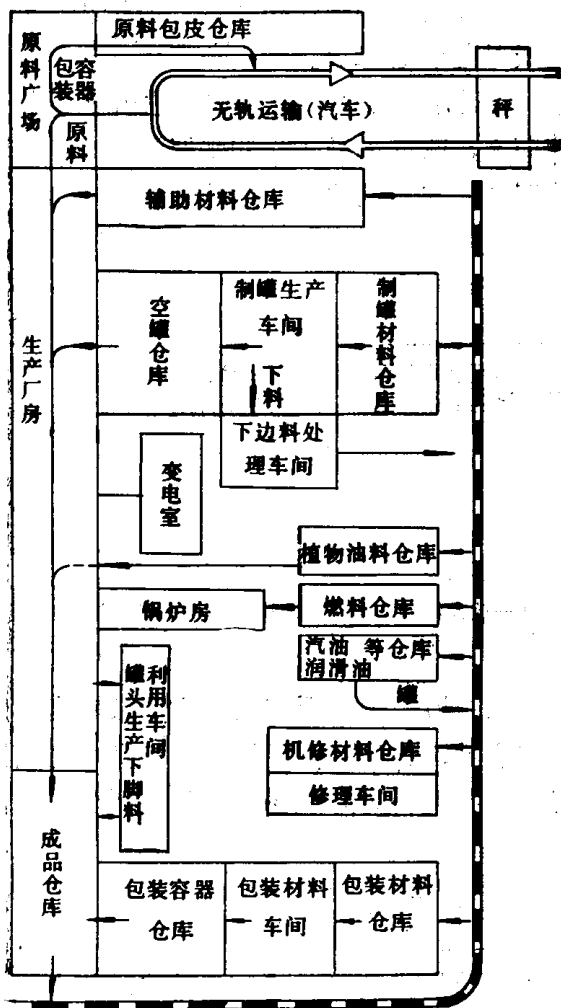 原料广场
原料包皮仓库
包装
容器
原料
无轨运输(汽车)
秤
辅助材料仓库
生产厂房
空罐仓库
制罐生产
车间
制罐材料仓库
下料
下边料处
理车间
变电室
植物油料仓库
锅炉房
燃料仓库
汽油 等仓库
润滑油
罐
利用车间
罐头生产下脚料
机修材料仓库
修理车间
成品仓库
包装容器
仓库
包装材料
车间
包装材料
仓库